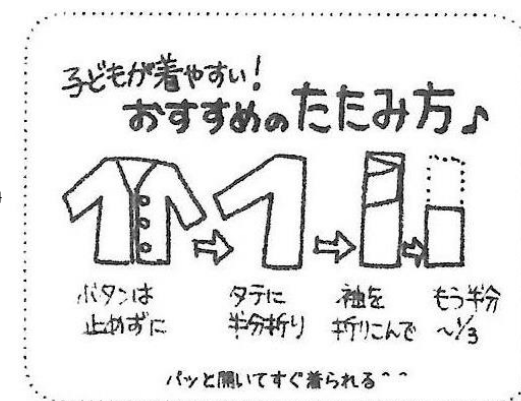 子どもが着やすい!
おすすめのたたみ方♪
ボタンは
止めずに
タテに
半分折り
袖を
折りこんで
もう半分
~1/3
パッと開いてすぐ着られる^^